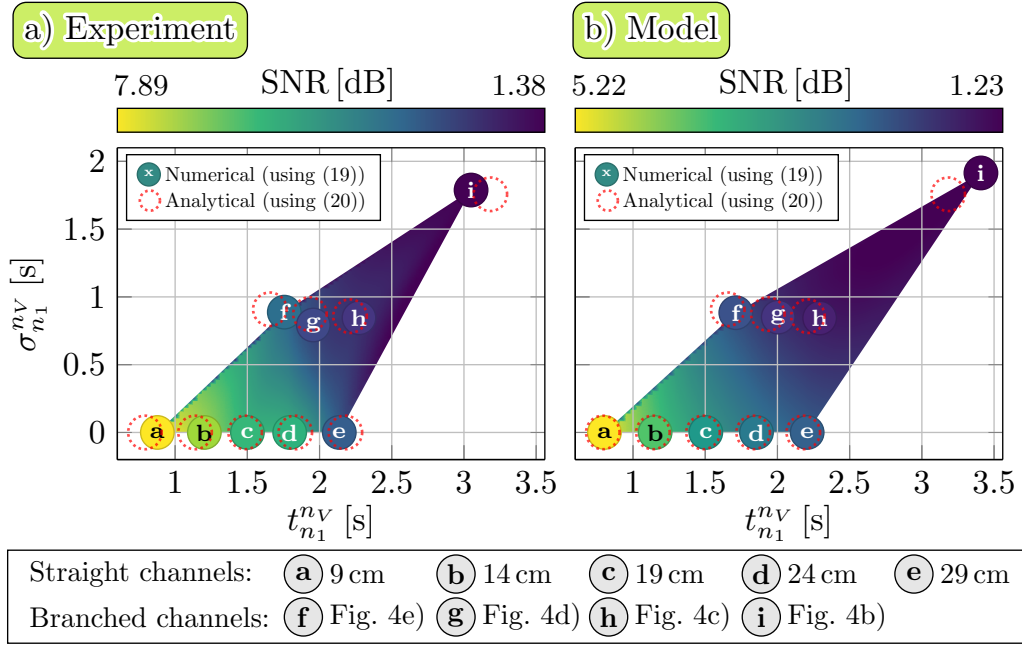 a) Experiment
b) Model
7.89 SNR [dB] 1.38
5.22 SNR [dB] 1.23
x Numerical (using (19))
Analytical (using (20))
x Numerical (using (19))
Analytical (using (20))
σ_{n_1}^{n_V} [s]
2
1.5
1
0.5
0
a b c d e f g h i
a b c d e f g h i
1 1.5 2 2.5 3 3.5
1 1.5 2 2.5 3 3.5
t_{n_1}^{n_V} [s]
t_{n_1}^{n_V} [s]
Straight channels: a 9 cm b 14 cm c 19 cm d 24 cm e 29 cm
Branched channels: f Fig. 4e) g Fig. 4d) h Fig. 4c) i Fig. 4b)